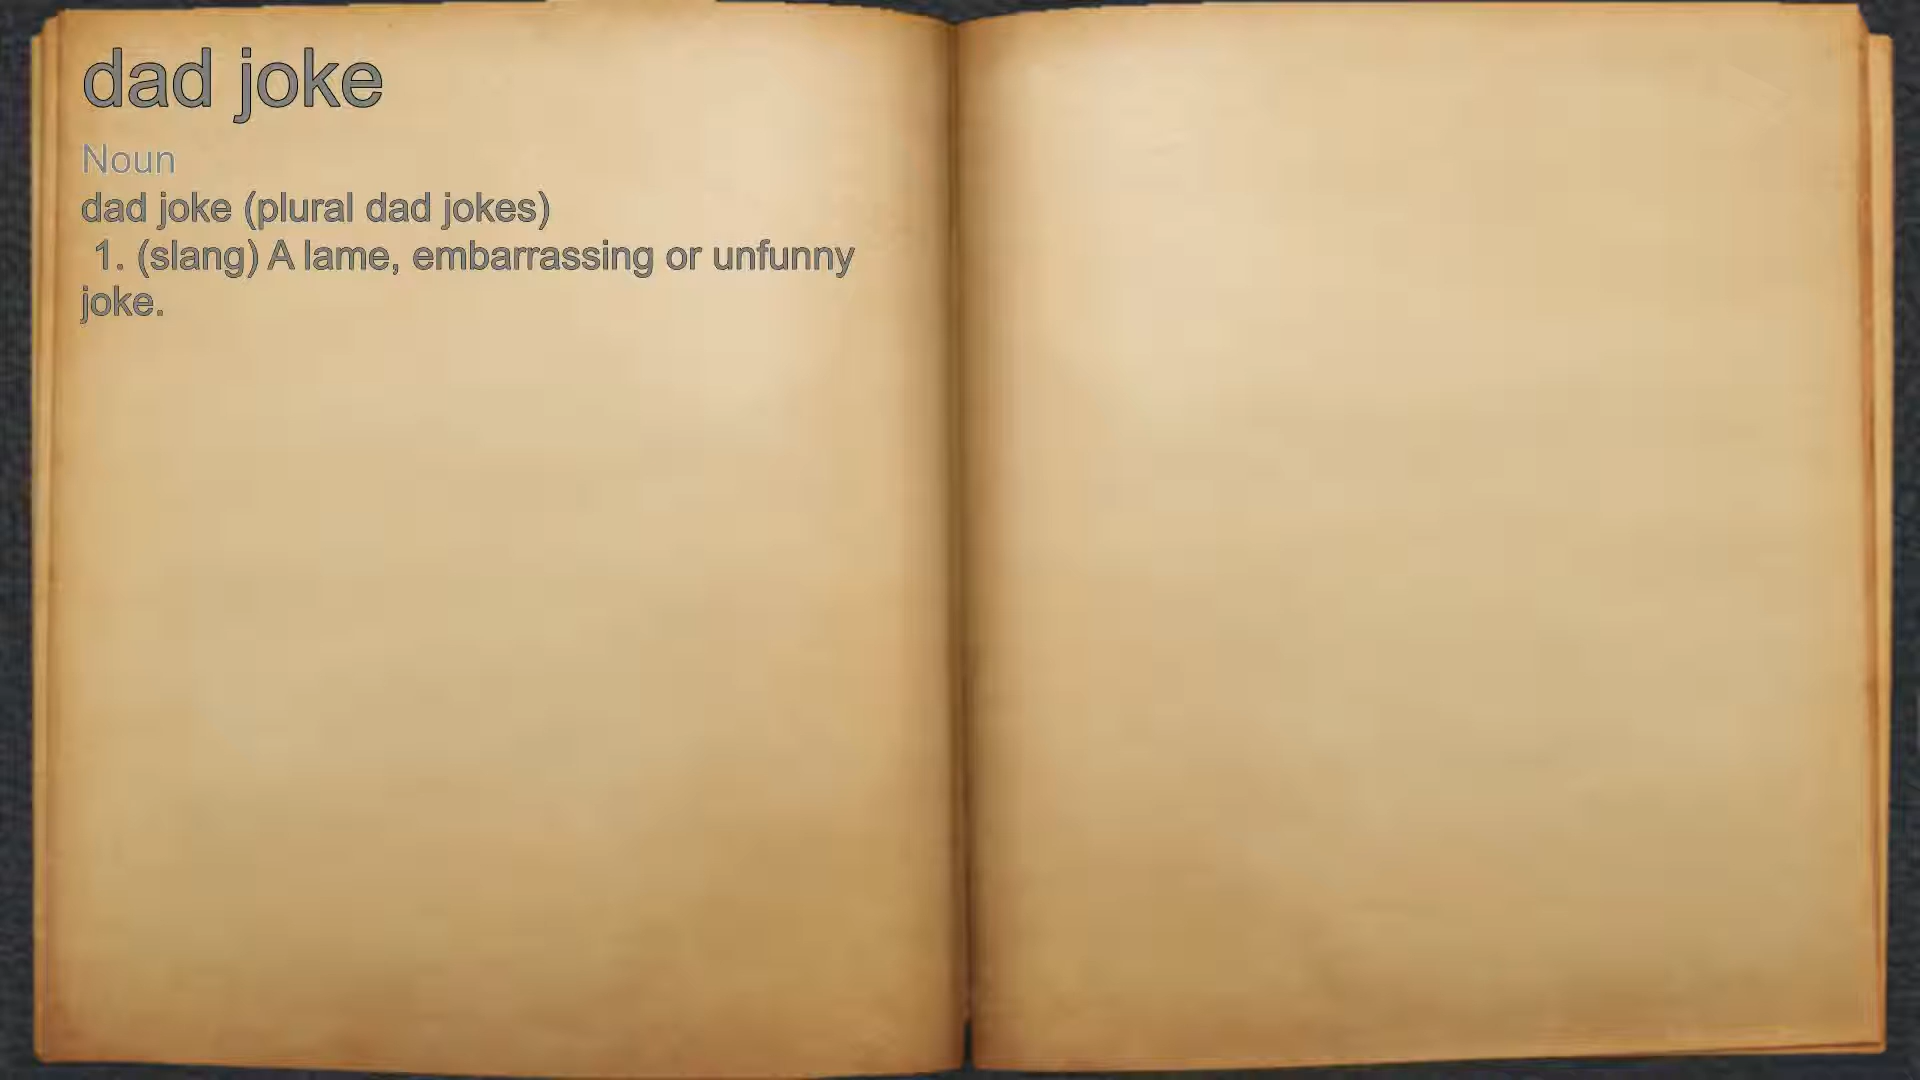 dad joke
Noun
dad joke (plural dad jokes)
1. (slang) A lame, embarrassing or unfunny
joke.